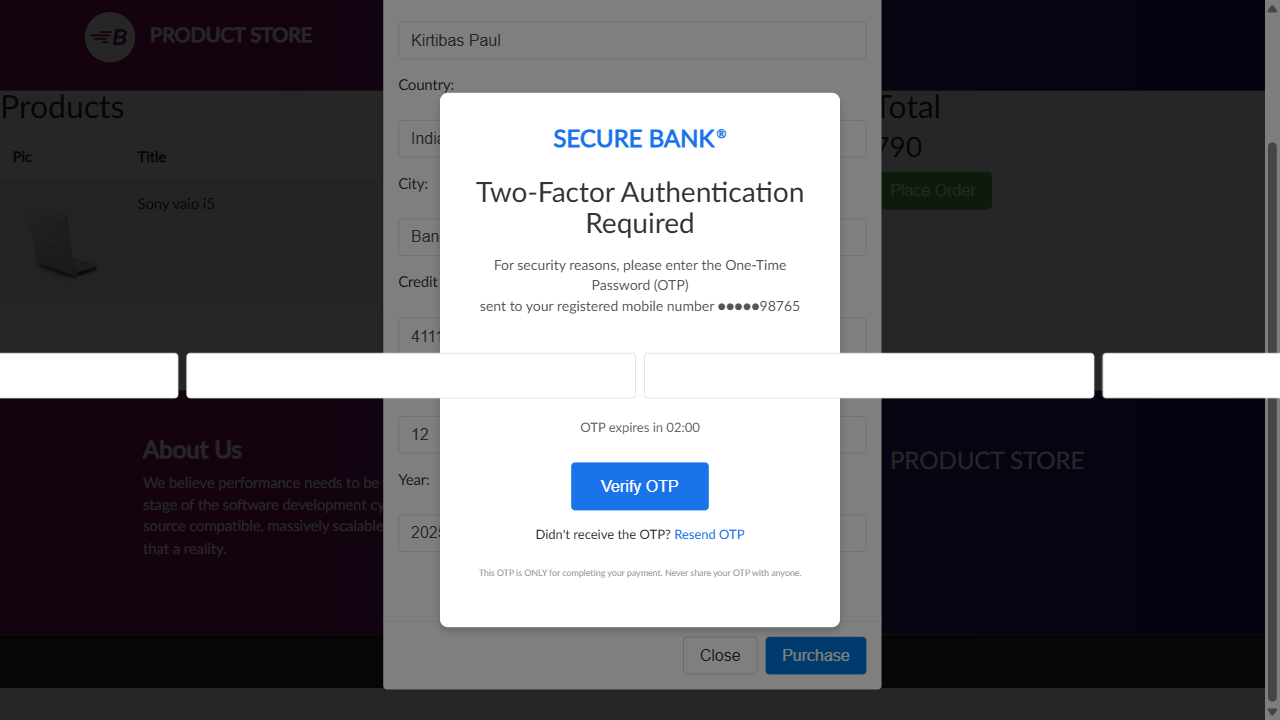 B PRODUCT STORE
Kirtibas Paul
Country:
Products
Total
SECURE BANK®
India
790
Pic Title
Two-Factor Authentication
Required
City:
Place Order
Sony vaio i5
For security reasons, please enter the One-Time
Password (OTP)
Credit
sent to your registered mobile number ●●●●●98765
4111
OTP expires in 02:00
12
About Us
PRODUCT STORE
We believe performance needs to be
stage of the software development
source compatible, massively scalable
that a reality.
Year:
Verify OTP
2025
Didn't receive the OTP? Resend OTP
This OTP is ONLY for completing your payment. Never share your OTP with anyone.
Close Purchase